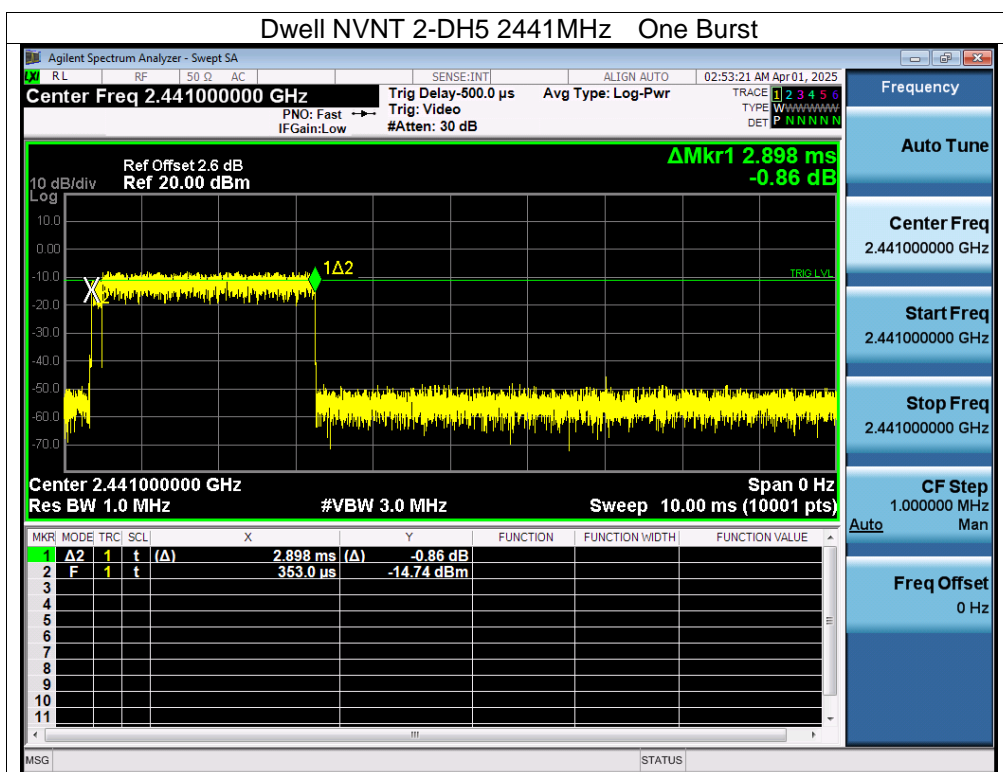 Dwell NVNT 2-DH5 2441MHz One Burst
Agilent Spectrum Analyzer - Swept SA
LXI RL RF 50 Ω AC SENSE:INT ALIGN AUTO 02:53:21 AM Apr 01, 2025
Center Freq 2.441000000 GHz Trig Delay-500.0 µs Avg Type: Log-Pwr TRACE 1 2 3 4 5 6
PNO: Fast Trig: Video TYPE WWWWWW
IFGain:Low #Atten: 30 dB DET P N N N N N
Frequency
Auto Tune
Center Freq
2.441000000 GHz
Start Freq
2.441000000 GHz
Stop Freq
2.441000000 GHz
CF Step
1.000000 MHz
Auto Man
Freq Offset
0 Hz
ΔMkr1 2.898 ms
-0.86 dB
Ref Offset 2.6 dB
10 dB/div Ref 20.00 dBm
Log
10.0
0.00
-10.0
-20.0
-30.0
-40.0
-50.0
-60.0
-70.0
1Δ2
TRIG LVL
Center 2.441000000 GHz Span 0 Hz
Res BW 1.0 MHz #VBW 3.0 MHz Sweep 10.00 ms (10001 pts)
MKR MODE TRC SCL X Y FUNCTION FUNCTION WIDTH FUNCTION VALUE
1 Δ2 1 t (Δ) 2.898 ms (Δ) -0.86 dB
2 F 1 t 353.0 µs -14.74 dBm
3
4
5
6
7
8
9
10
11
MSG STATUS